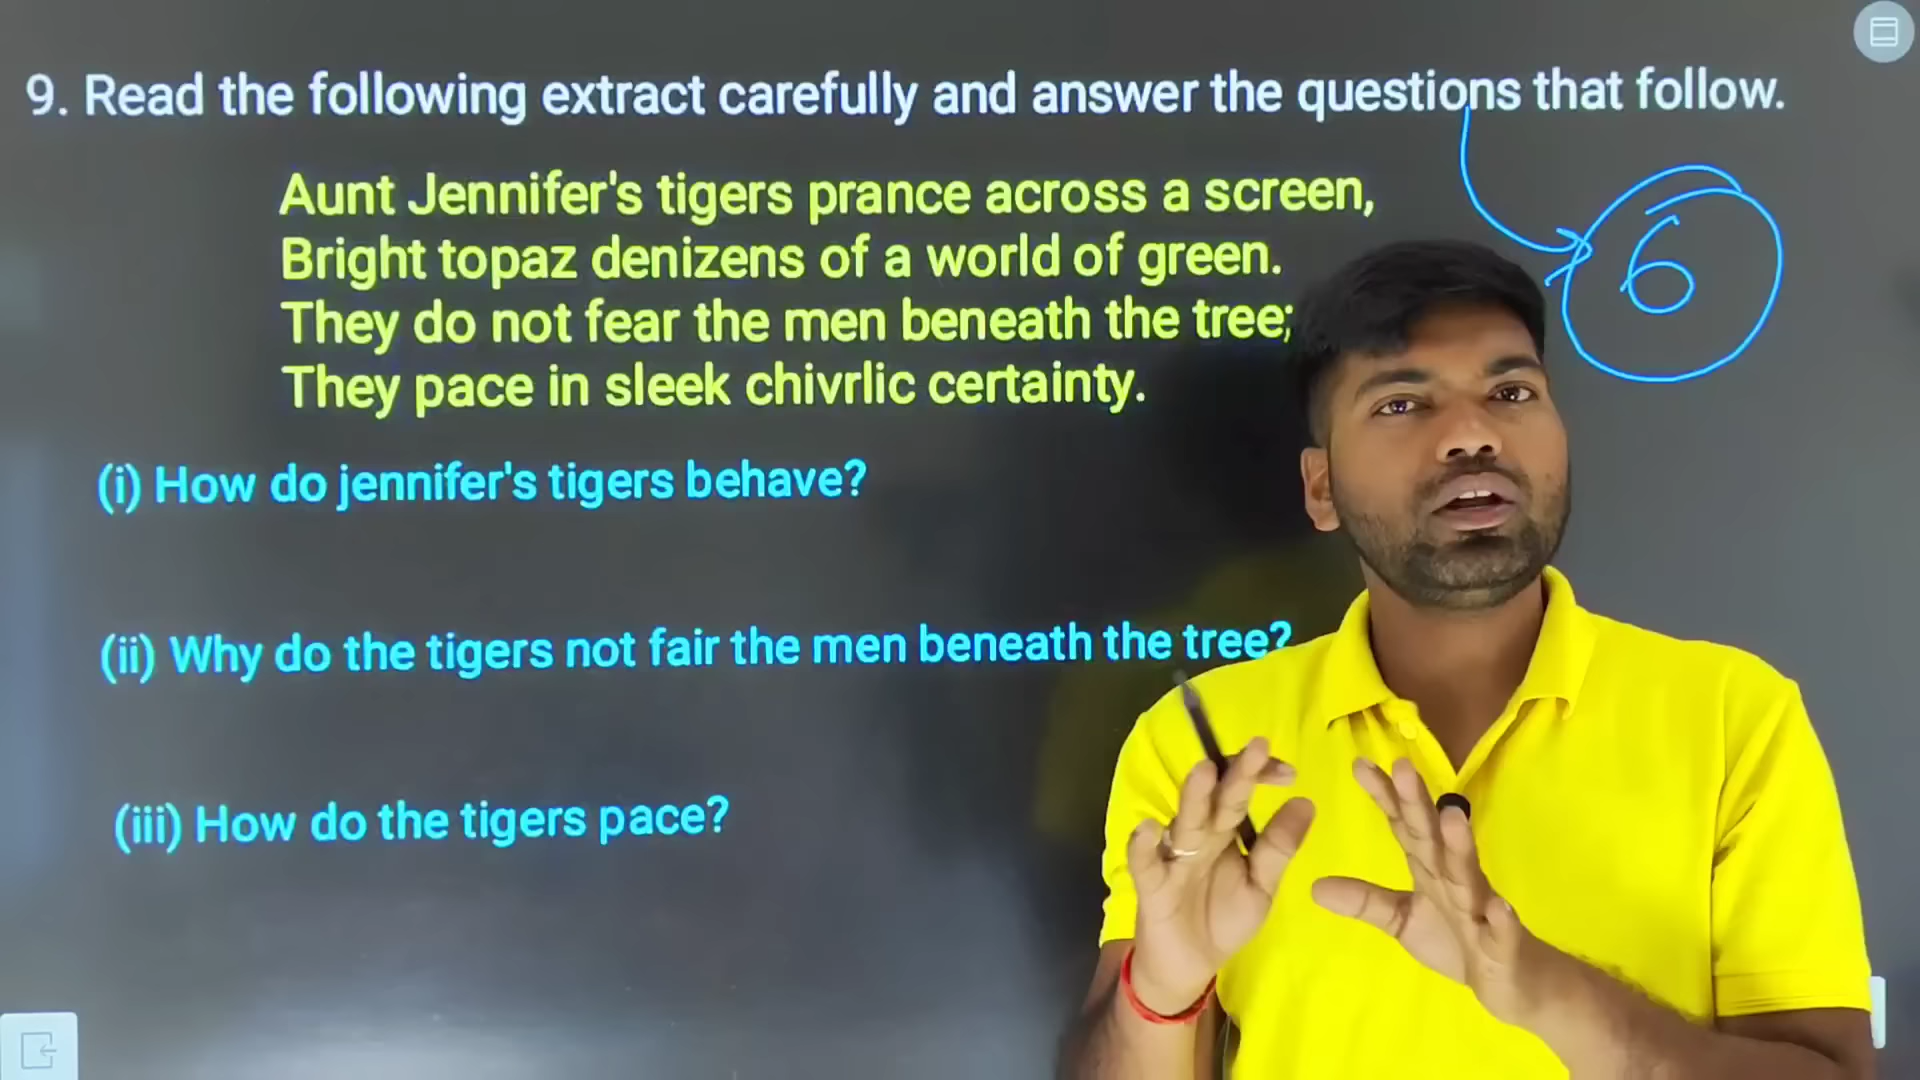 9. Read the following extract carefully and answer the questions that follow.
6
Aunt Jennifer's tigers prance across a screen,
Bright topaz denizens of a world of green.
They do not fear the men beneath the tree;
They pace in sleek chivrlic certainty.
(i) How do jennifer's tigers behave?
(ii) Why do the tigers not fair the men beneath the tree?
(iii) How do the tigers pace?